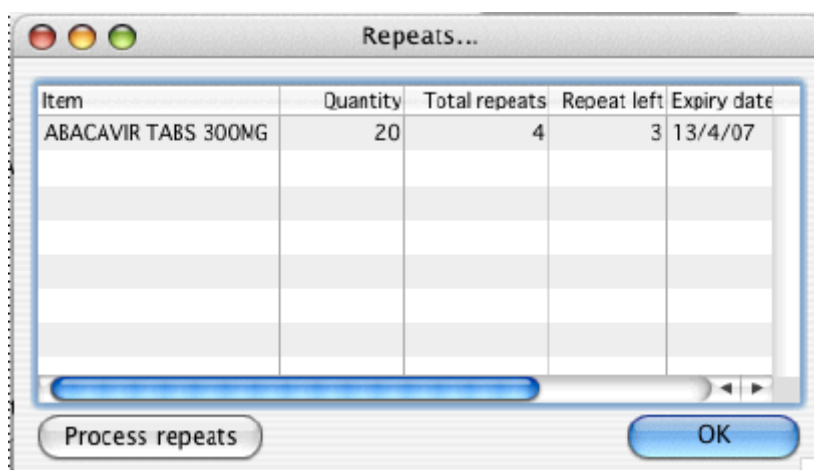 Repeats...
Item Quantity Total repeats Repeat left Expiry date
ABACAVIR TABS 300MG 20 4 3 13/4/07
Process repeats OK